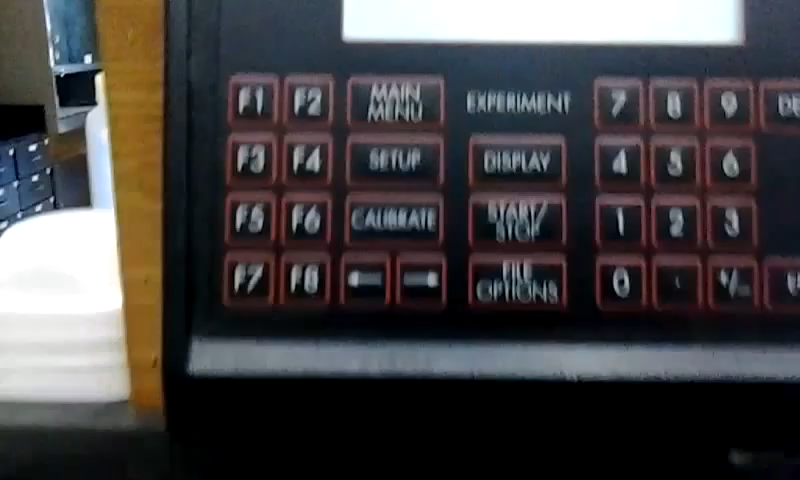 F1 F2 MAIN MENU EXPERIMENT 7 8 9 DE
F3 F4 SETUP DISPLAY 4 5 6
F5 F6 CALIBRATE START/ STOP 1 2 3
F7 F8 ← → FILE OPTIONS 0 . +/-